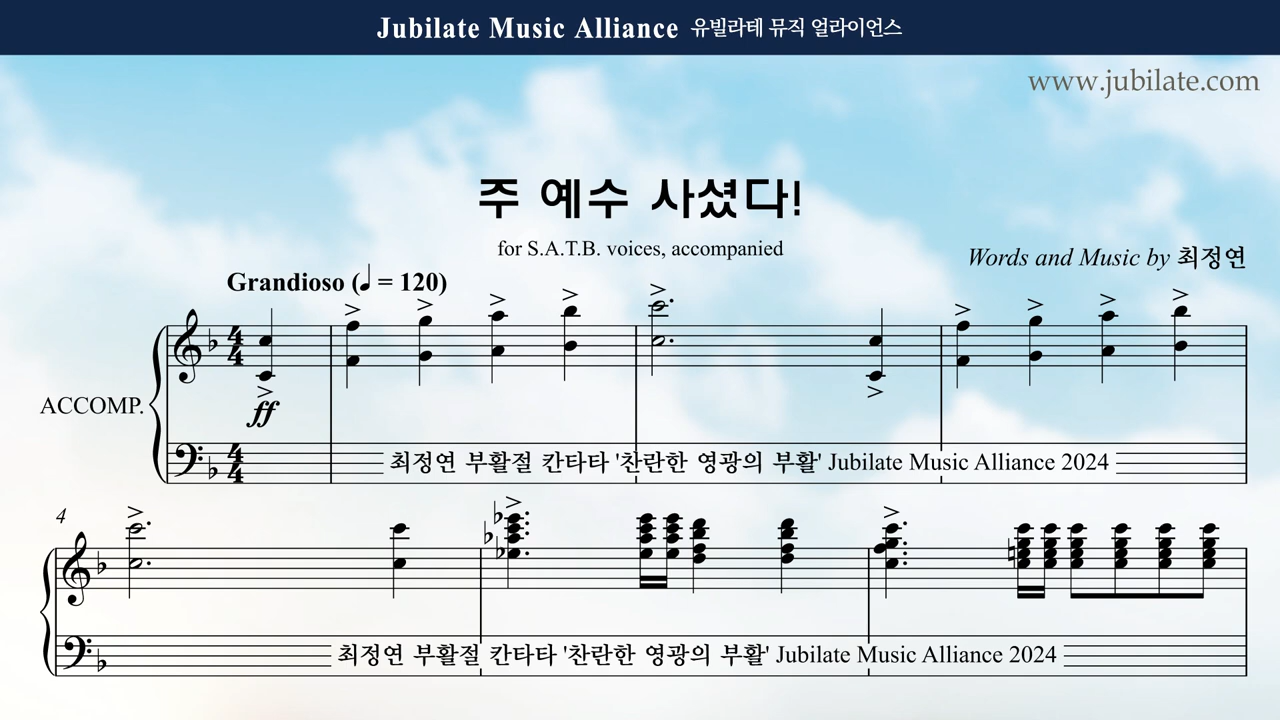 Jubilate Music Alliance 유빌라테 뮤직 얼라이언스
www.jubilate.com
주 예수 사셨다!
for S.A.T.B. voices, accompanied
Words and Music by 최정연
Grandioso (♩ = 120)
ACCOMP.
ff
최정연 부활절 칸타타 '찬란한 영광의 부활' Jubilate Music Alliance 2024
4
최정연 부활절 칸타타 '찬란한 영광의 부활' Jubilate Music Alliance 2024